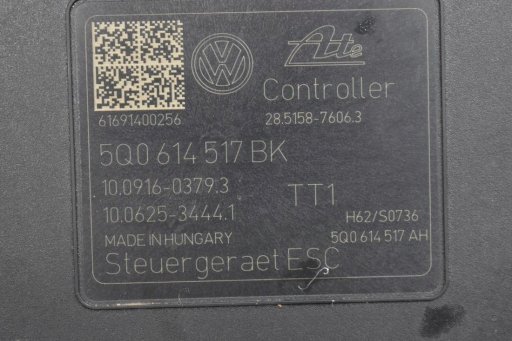 Ate
Controller
61691400256
28.5158-7606.3
5Q0 614 517 BK
10.0916-0379.3
TT1
10.0625-3444.1
H62/S0736
MADE IN HUNGARY
5Q0 614 517 AH
Steuergeraet ESC